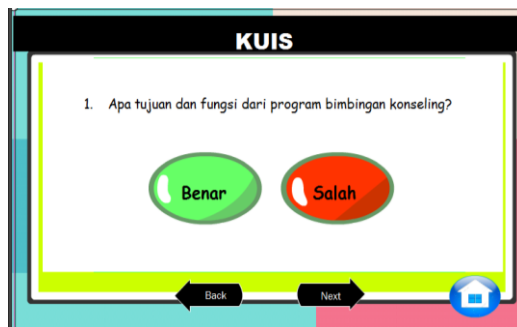 KUIS
1. Apa tujuan dan fungsi dari program bimbingan konseling?
Benar
Salah
Back
Next